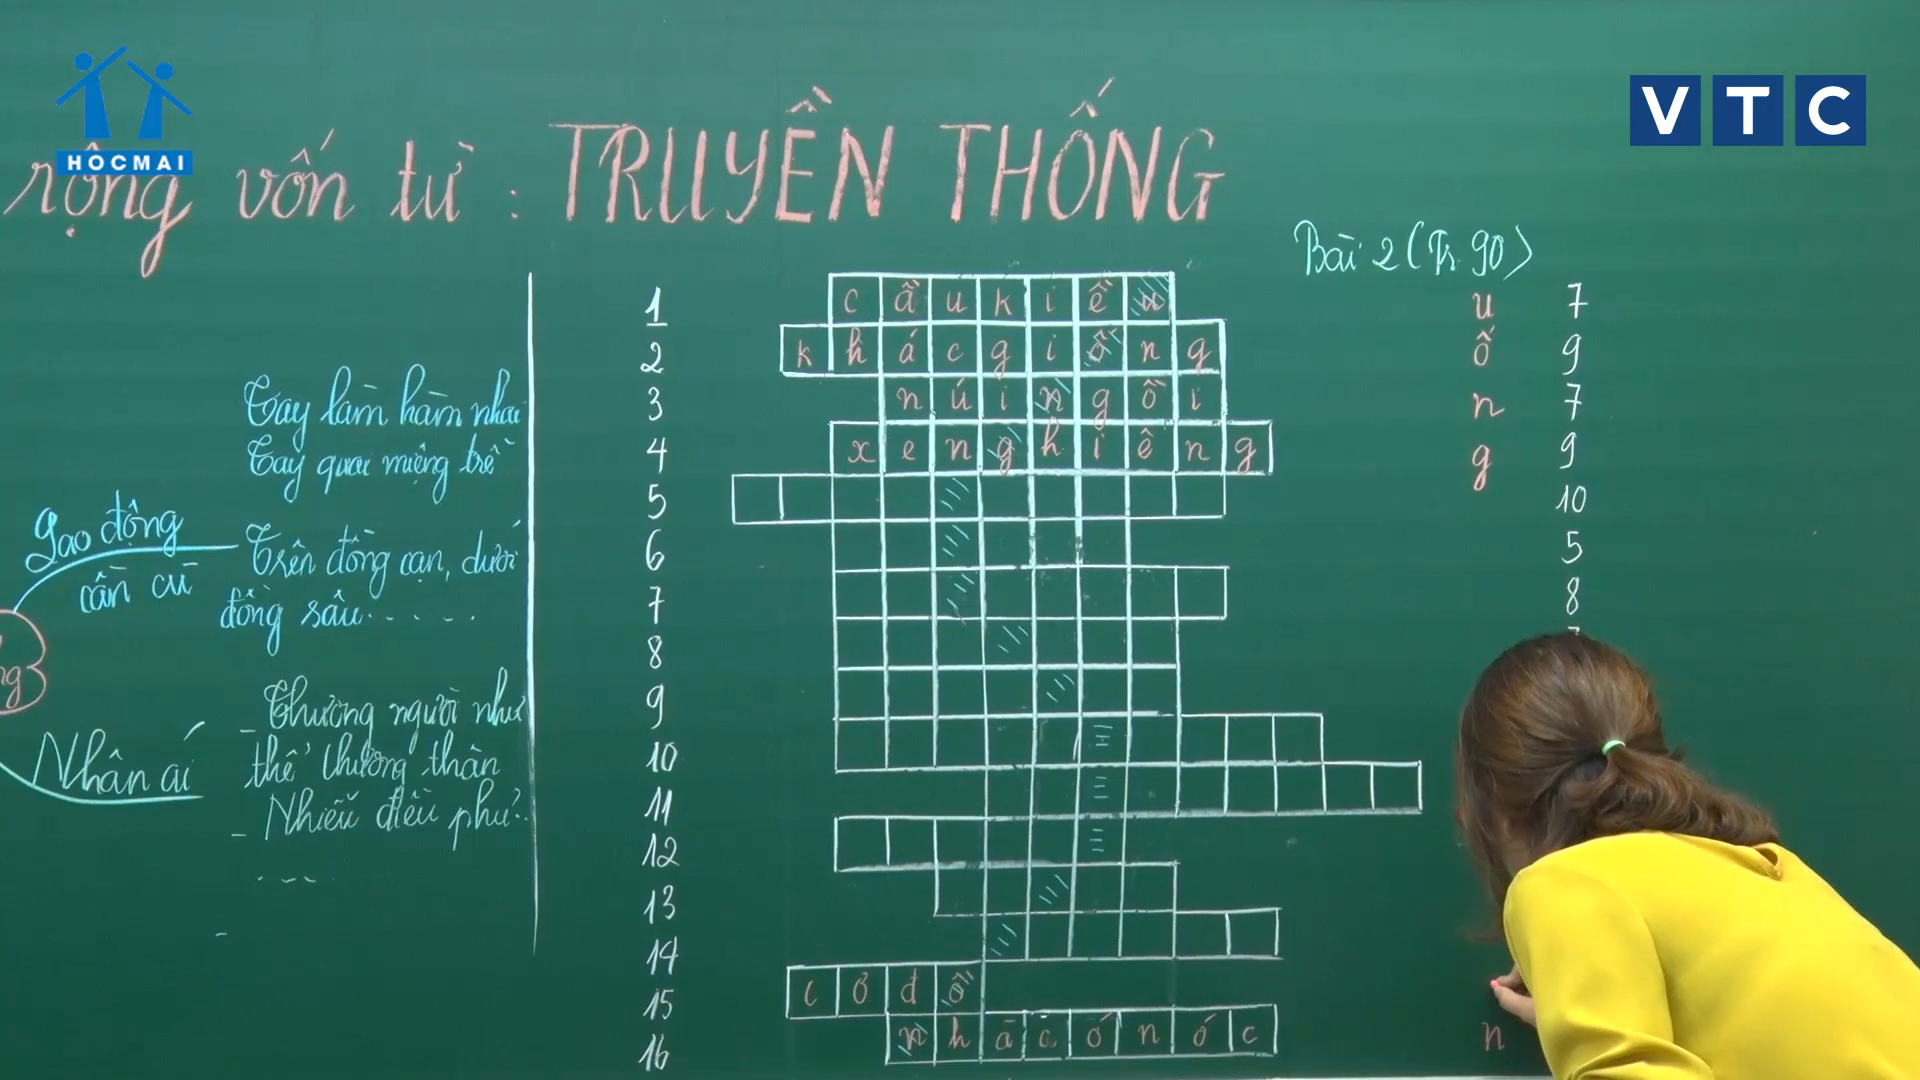 HOCMAI
VTC
rộng vốn từ : TRUYỀN THỐNG
Bài 2 (Tr. 90)
Tay làm hàm nhai
Tay quai miệng trễ
Lao động
cần cù
Trên đồng cạn, dưới
đồng sâu.....
ng
Nhân ái
- Thương người như
thể thương thân
- Nhiễu điều phủ..
...
-
1 c ầ u k i ề u
2 k h á c g i ố n g
3 n ú i n g ồ i
4 x e n g h i ê n g
5
6
7
8
9
10
11
12
13
14
15 c ờ đ ỏ
16 n h à c ó n ó c
u 7
ố 9
n 7
g 9
10
5
8
n